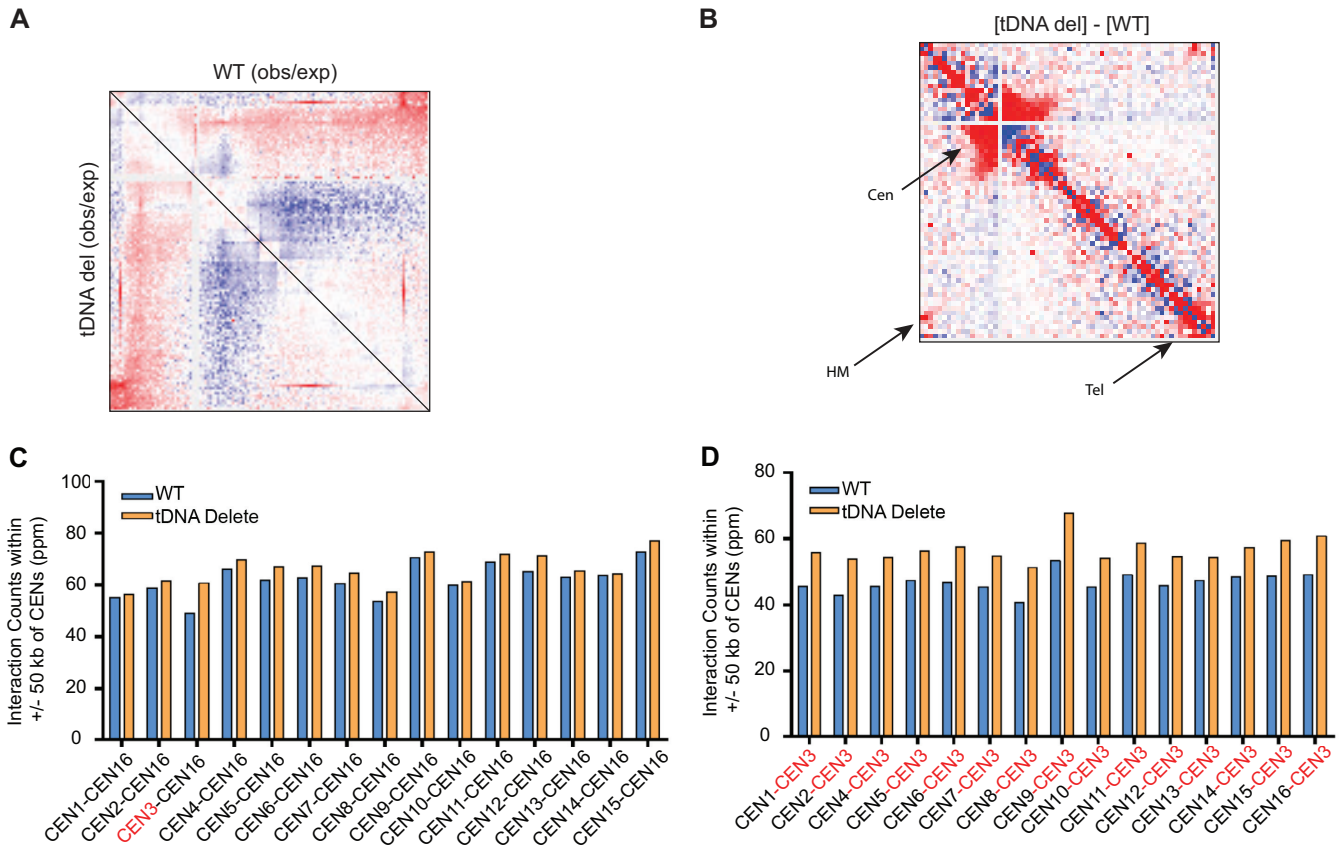 A
WT (obs/exp)
tDNA del (obs/exp)
B
[tDNA del] - [WT]
Cen
HM
Tel
C
Interaction Counts within
+/- 50 kb of CENs (ppm)
100
80
60
40
20
0
WT
tDNA Delete
CEN1-CEN16
CEN2-CEN16
CEN3-CEN16
CEN4-CEN16
CEN5-CEN16
CEN6-CEN16
CEN7-CEN16
CEN8-CEN16
CEN9-CEN16
CEN10-CEN16
CEN11-CEN16
CEN12-CEN16
CEN13-CEN16
CEN14-CEN16
CEN15-CEN16
D
Interaction Counts within
+/- 50 kb of CENs (ppm)
80
60
40
20
0
WT
tDNA Delete
CEN1-CEN3
CEN2-CEN3
CEN4-CEN3
CEN5-CEN3
CEN6-CEN3
CEN7-CEN3
CEN8-CEN3
CEN9-CEN3
CEN10-CEN3
CEN11-CEN3
CEN12-CEN3
CEN13-CEN3
CEN14-CEN3
CEN15-CEN3
CEN16-CEN3